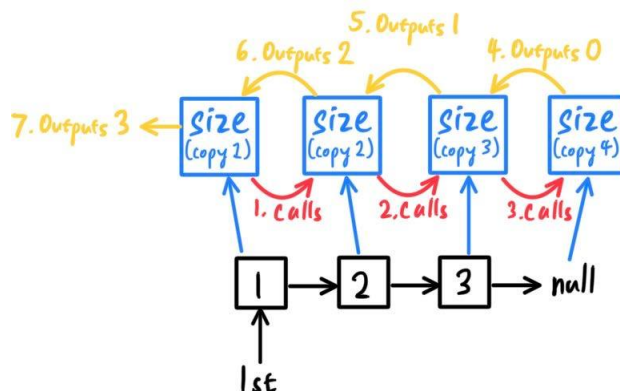 5. Outputs 1
6. Outputs 2
4. Outputs 0
7. Outputs 3
size
(copy 1)
size
(copy 2)
size
(copy 3)
size
(copy 4)
1. calls
2. calls
3. calls
1
2
3
null
lst